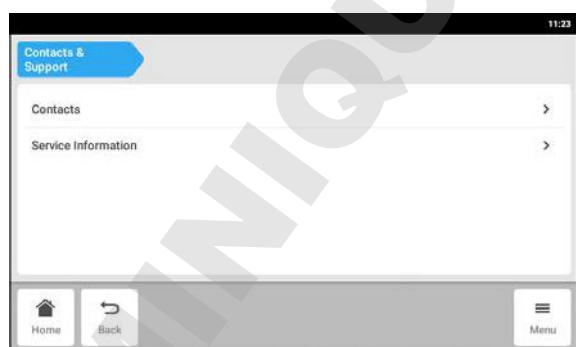 11:23
Contacts &
Support
Contacts
Service Information
Home
Back
Menu